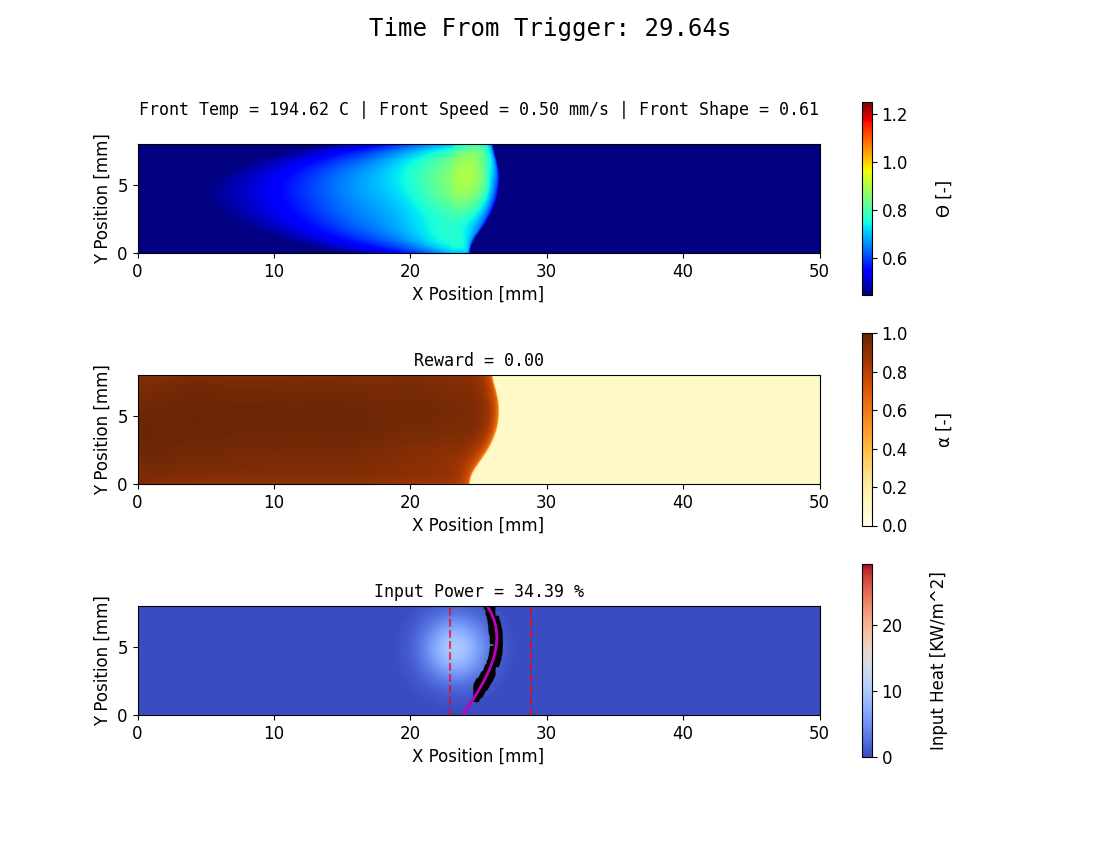 Time From Trigger: 29.64s
Front Temp = 194.62 C | Front Speed = 0.50 mm/s | Front Shape = 0.61
Y Position [mm]
5
0
0 10 20 30 40 50
X Position [mm]
1.2
1.0
0.8
0.6
Θ [-]
Reward = 0.00
Y Position [mm]
5
0
0 10 20 30 40 50
X Position [mm]
1.0
0.8
0.6
0.4
0.2
0.0
α [-]
Input Power = 34.39 %
Y Position [mm]
5
0
0 10 20 30 40 50
X Position [mm]
20
10
0
Input Heat [KW/m^2]